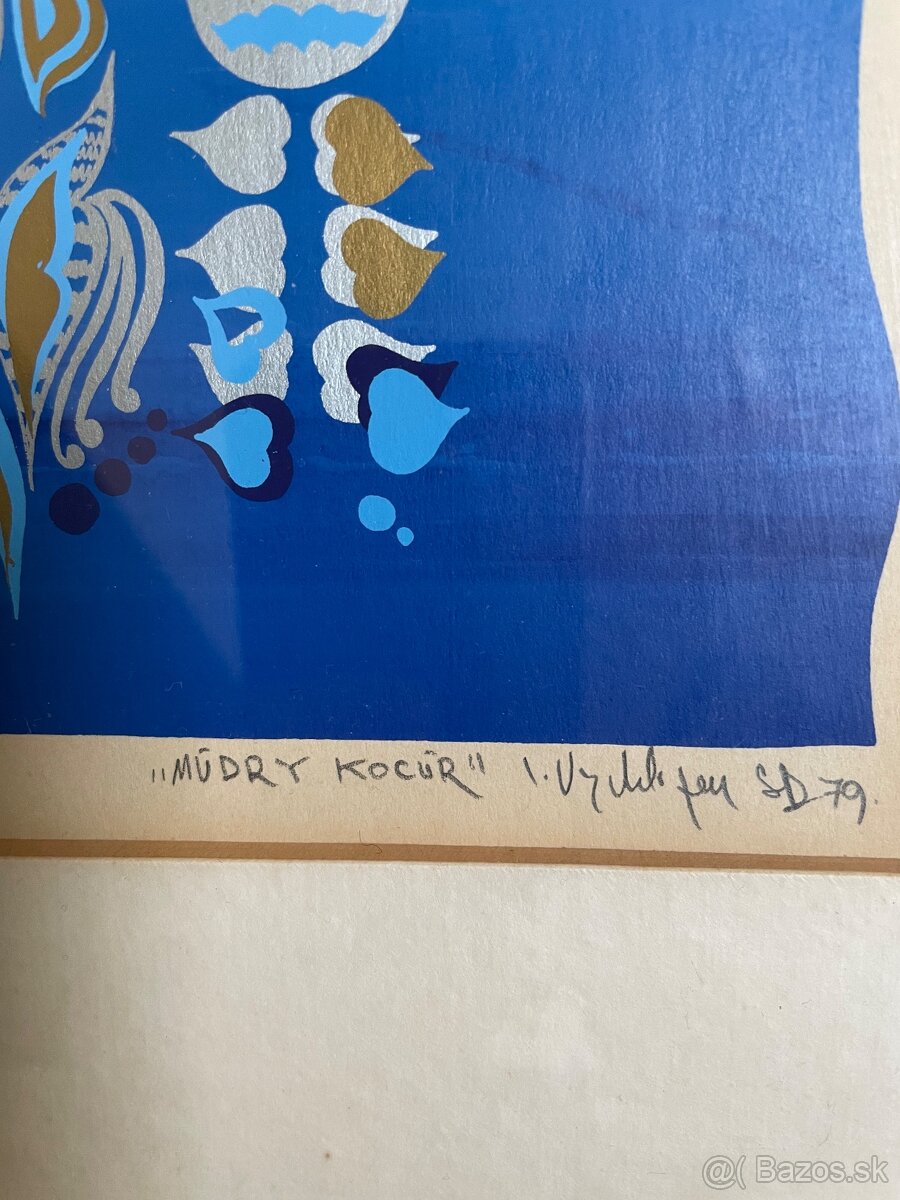 "MÚDRY KOCÚR" I. Vychlopen SD 79.
@( Bazos.sk